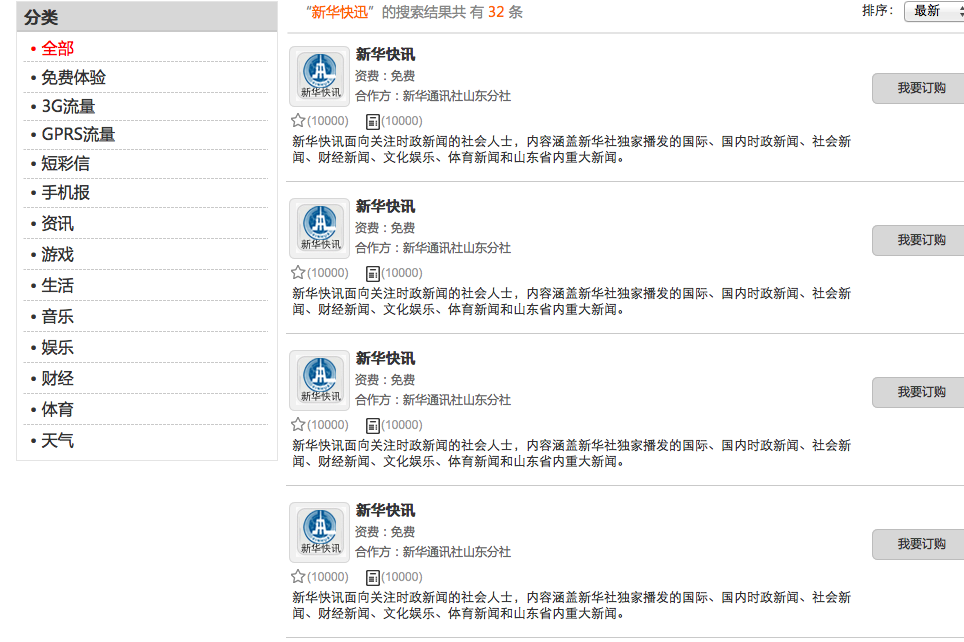 分类
• 全部
• 免费体验
• 3G流量
• GPRS流量
• 短彩信
• 手机报
• 资讯
• 游戏
• 生活
• 音乐
• 娱乐
• 财经
• 体育
• 天气
“新华快迅” 的搜索结果共 有 32 条
排序： 最新
新华快讯
新华快讯
资费：免费
合作方：新华通讯社山东分社
我要订购
(10000) (10000)
新华快讯面向关注时政新闻的社会人士，内容涵盖新华社独家播发的国际、国内时政新闻、社会新
闻、财经新闻、文化娱乐、体育新闻和山东省内重大新闻。
新华快讯
新华快讯
资费：免费
合作方：新华通讯社山东分社
我要订购
(10000) (10000)
新华快讯面向关注时政新闻的社会人士，内容涵盖新华社独家播发的国际、国内时政新闻、社会新
闻、财经新闻、文化娱乐、体育新闻和山东省内重大新闻。
新华快讯
新华快讯
资费：免费
合作方：新华通讯社山东分社
我要订购
(10000) (10000)
新华快讯面向关注时政新闻的社会人士，内容涵盖新华社独家播发的国际、国内时政新闻、社会新
闻、财经新闻、文化娱乐、体育新闻和山东省内重大新闻。
新华快讯
新华快讯
资费：免费
合作方：新华通讯社山东分社
我要订购
(10000) (10000)
新华快讯面向关注时政新闻的社会人士，内容涵盖新华社独家播发的国际、国内时政新闻、社会新
闻、财经新闻、文化娱乐、体育新闻和山东省内重大新闻。